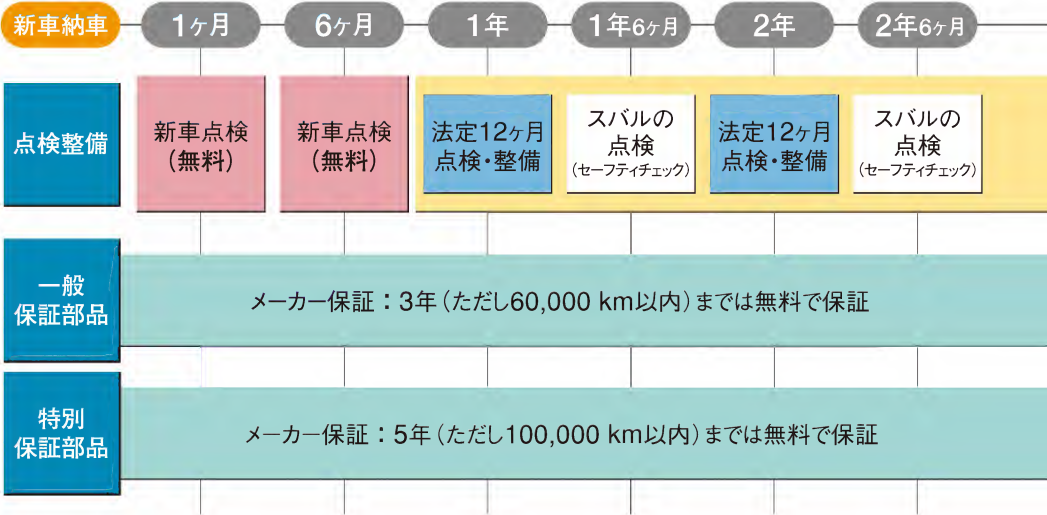 新車納車
1ヶ月
6ヶ月
1年
1年6ヶ月
2年
2年6ヶ月
点検整備
新車点検
(無料)
新車点検
(無料)
法定12ヶ月
点検・整備
スバルの
点検
(セーフティチェック)
法定12ヶ月
点検・整備
スバルの
点検
(セーフティチェック)
一般
保証部品
メーカー保証：3年(ただし60,000 km以内)までは無料で保証
特別
保証部品
メーカー保証：5年(ただし100,000 km以内)までは無料で保証